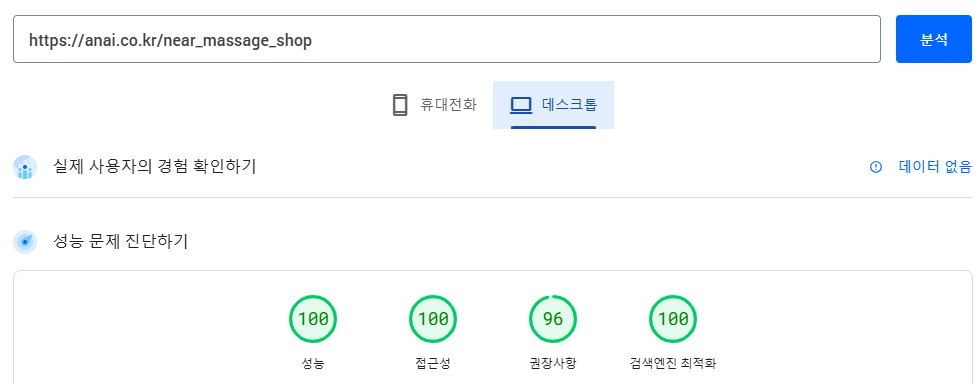 https://anai.co.kr/near_massage_shop 분석
휴대전화 데스크톱
실제 사용자의 경험 확인하기 데이터 없음
성능 문제 진단하기
100 100 96 100
성능 접근성 권장사항 검색엔진 최적화